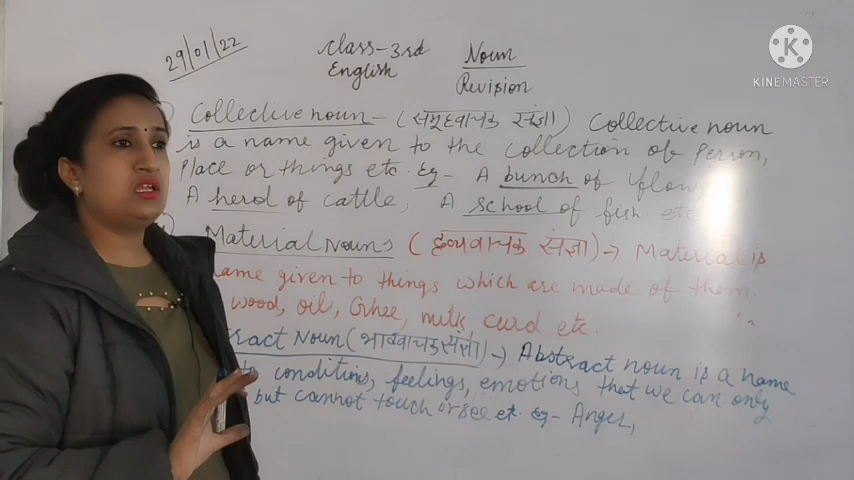 29/01/22
Class-3rd Noun
English Revision
K
KINEMASTER
Collective noun - (समूहवाचक संज्ञा) Collective noun
is a name given to the collection of Person,
Place or things etc. Eg- A bunch of
A herd of cattle, A school of fish. etc
Material Nouns (द्रव्यवाचक संज्ञा) → Material is
name given to things which are made of them.
wood, oil, Ghee, milk, curd etc.
ract Noun (भाववाचक संज्ञा) → Abstract noun is a name
to conditions, feelings, emotions that we can only
but cannot touch or see et. eg- Anger,